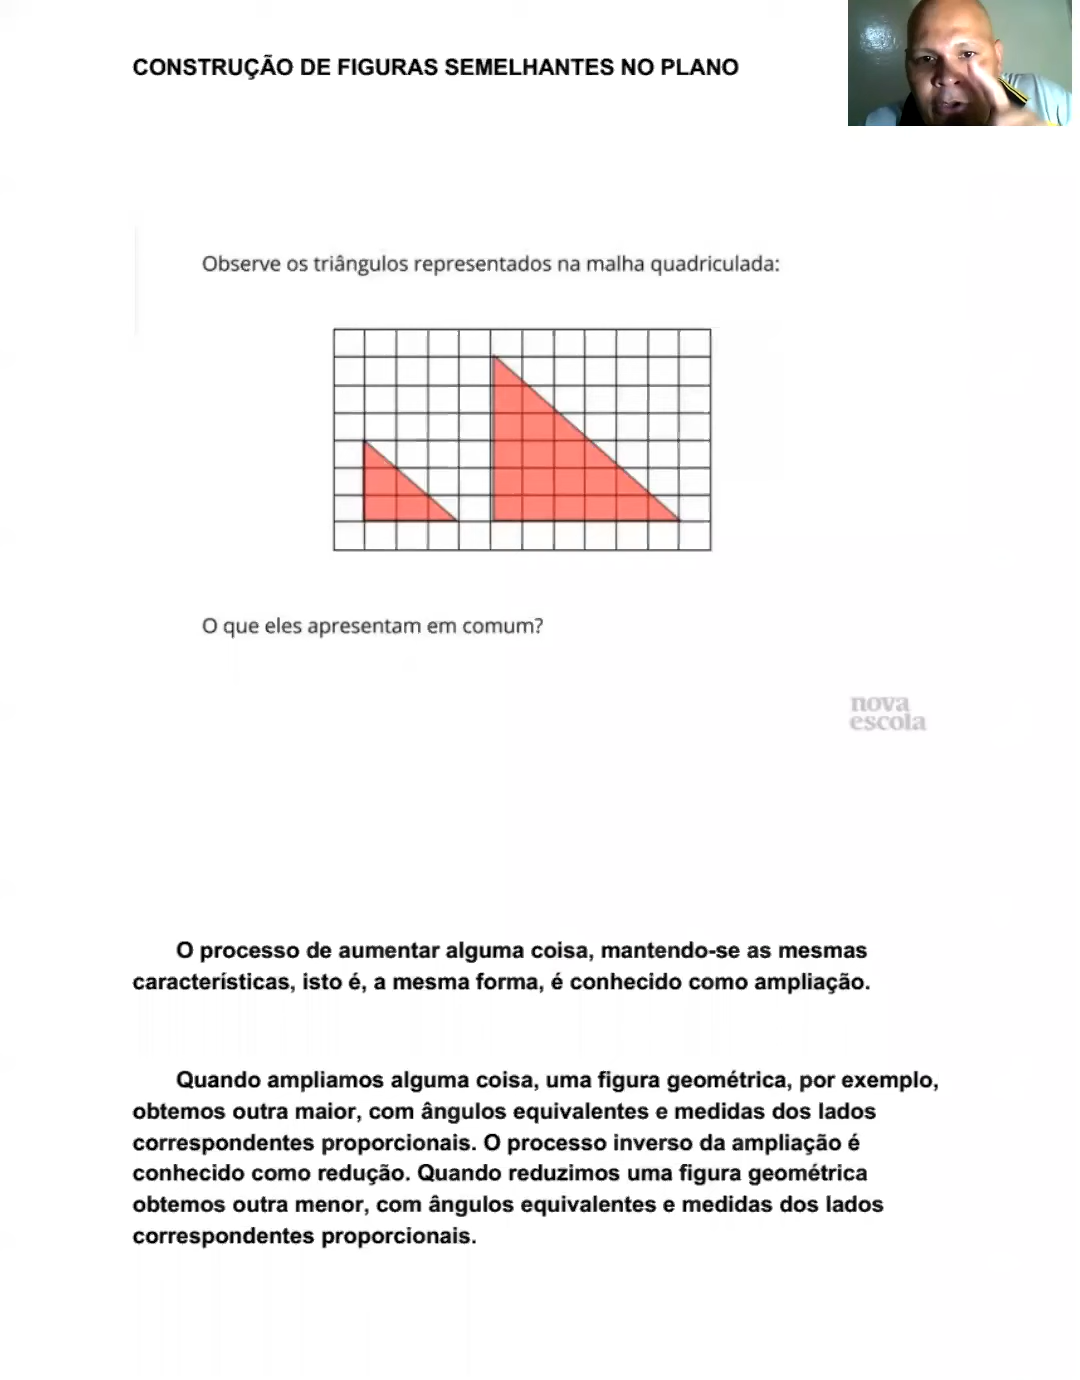 CONSTRUÇÃO DE FIGURAS SEMELHANTES NO PLANO
Observe os triângulos representados na malha quadriculada:
O que eles apresentam em comum?
nova
escola
O processo de aumentar alguma coisa, mantendo-se as mesmas
características, isto é, a mesma forma, é conhecido como ampliação.
Quando ampliamos alguma coisa, uma figura geométrica, por exemplo,
obtemos outra maior, com ângulos equivalentes e medidas dos lados
correspondentes proporcionais. O processo inverso da ampliação é
conhecido como redução. Quando reduzimos uma figura geométrica
obtemos outra menor, com ângulos equivalentes e medidas dos lados
correspondentes proporcionais.